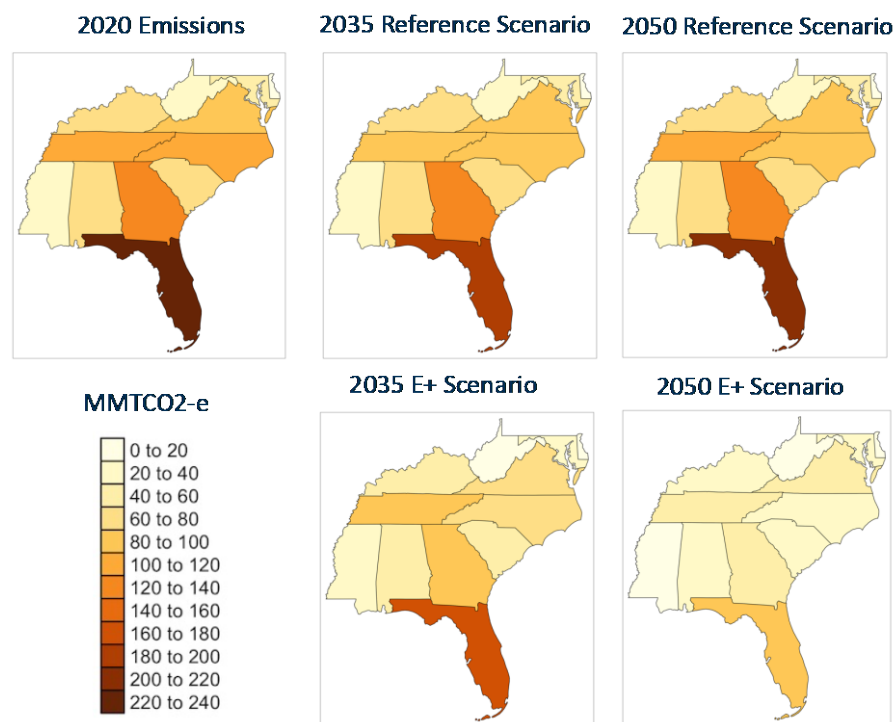 2020 Emissions
2035 Reference Scenario
2050 Reference Scenario
2035 E+ Scenario
2050 E+ Scenario
MMTCO2-e
0 to 20
20 to 40
40 to 60
60 to 80
80 to 100
100 to 120
120 to 140
140 to 160
160 to 180
180 to 200
200 to 220
220 to 240